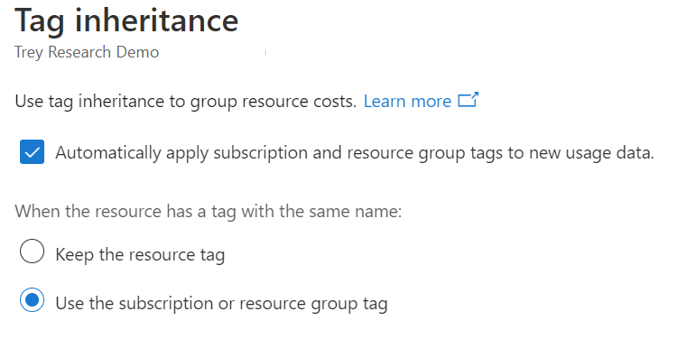 Tag inheritance
Trey Research Demo
Use tag inheritance to group resource costs. Learn more
Automatically apply subscription and resource group tags to new usage data.
When the resource has a tag with the same name:
Keep the resource tag
Use the subscription or resource group tag